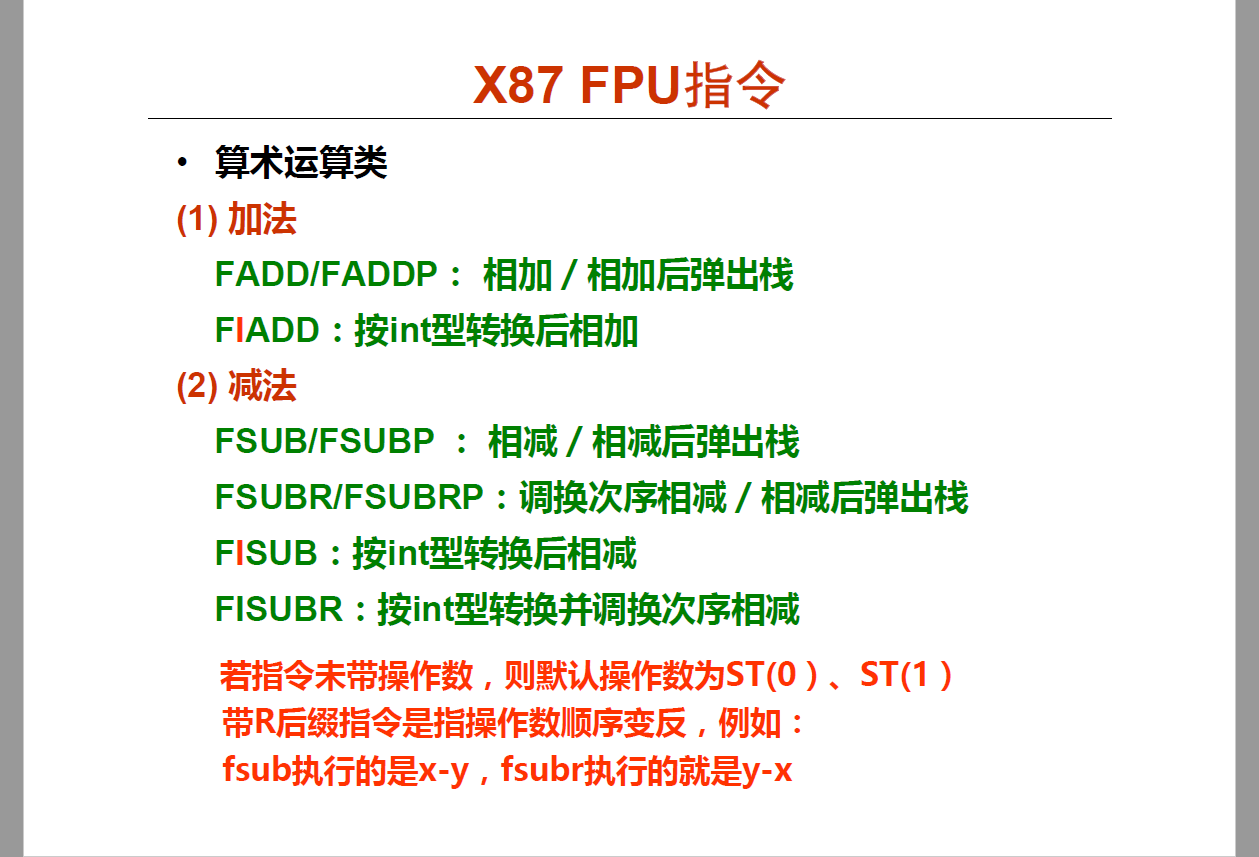 X87 FPU指令
• 算术运算类
(1) 加法
FADD/FADDP： 相加／相加后弹出栈
FIADD：按int型转换后相加
(2) 减法
FSUB/FSUBP ： 相减／相减后弹出栈
FSUBR/FSUBRP：调换次序相减／相减后弹出栈
FISUB：按int型转换后相减
FISUBR：按int型转换并调换次序相减
若指令未带操作数，则默认操作数为ST(0）、ST(1）
带R后缀指令是指操作数顺序变反，例如：
fsub执行的是x-y，fsubr执行的就是y-x